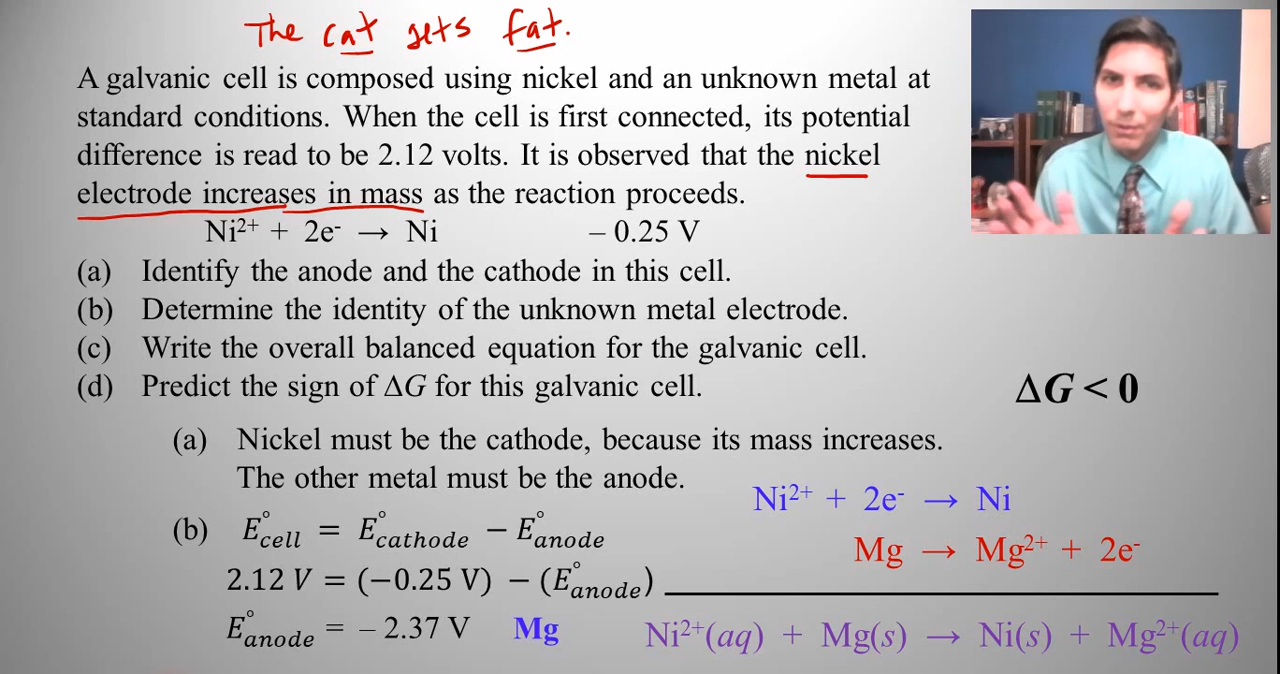 The cat gets fat.
A galvanic cell is composed using nickel and an unknown metal at
standard conditions. When the cell is first connected, its potential
difference is read to be 2.12 volts. It is observed that the nickel
electrode increases in mass as the reaction proceeds.
Ni²⁺ + 2e⁻ → Ni – 0.25 V
(a) Identify the anode and the cathode in this cell.
(b) Determine the identity of the unknown metal electrode.
(c) Write the overall balanced equation for the galvanic cell.
(d) Predict the sign of ΔG for this galvanic cell.
ΔG < 0
(a) Nickel must be the cathode, because its mass increases.
The other metal must be the anode.
(b) E°cell = E°cathode − E°anode
2.12 V = (−0.25 V) − (E°anode)
E°anode = – 2.37 V Mg
Ni²⁺ + 2e⁻ → Ni
Mg → Mg²⁺ + 2e⁻
Ni²⁺(aq) + Mg(s) → Ni(s) + Mg²⁺(aq)